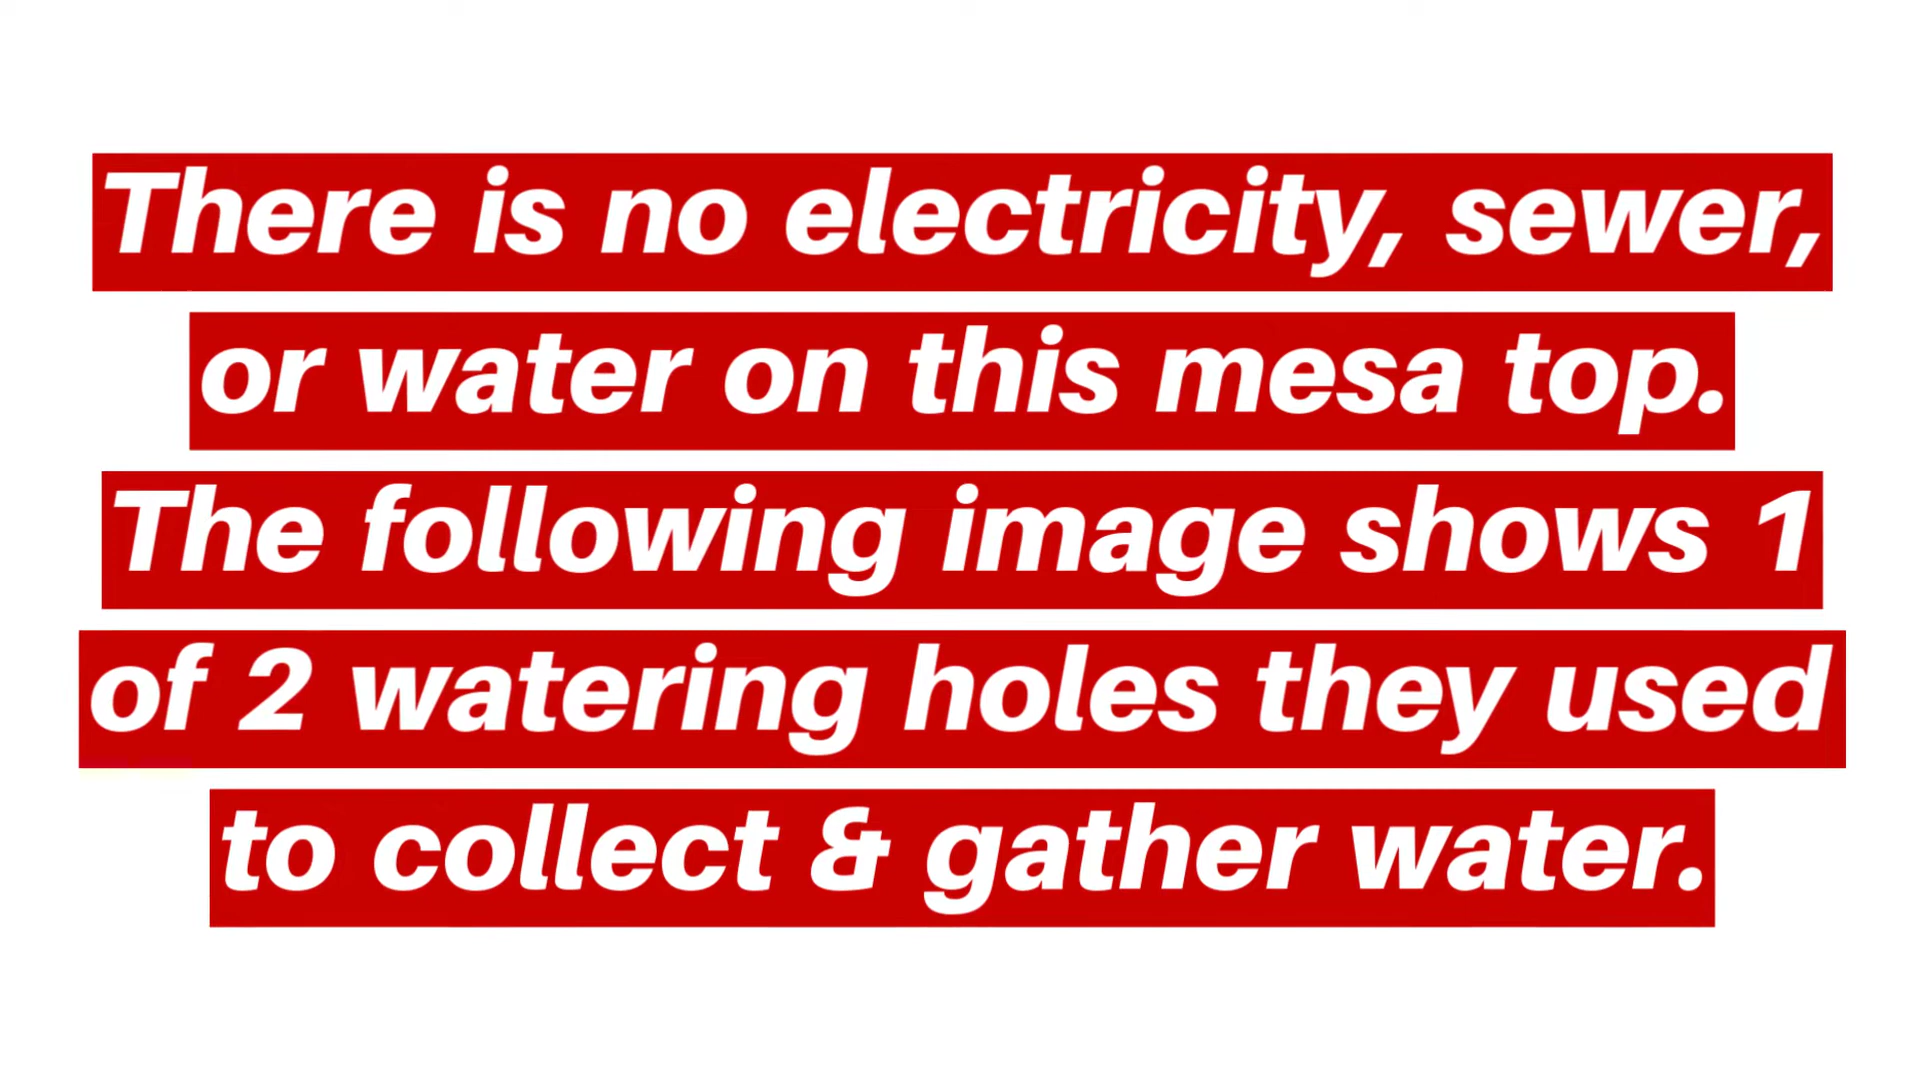 There is no electricity, sewer,
or water on this mesa top.
The following image shows 1
of 2 watering holes they used
to collect & gather water.